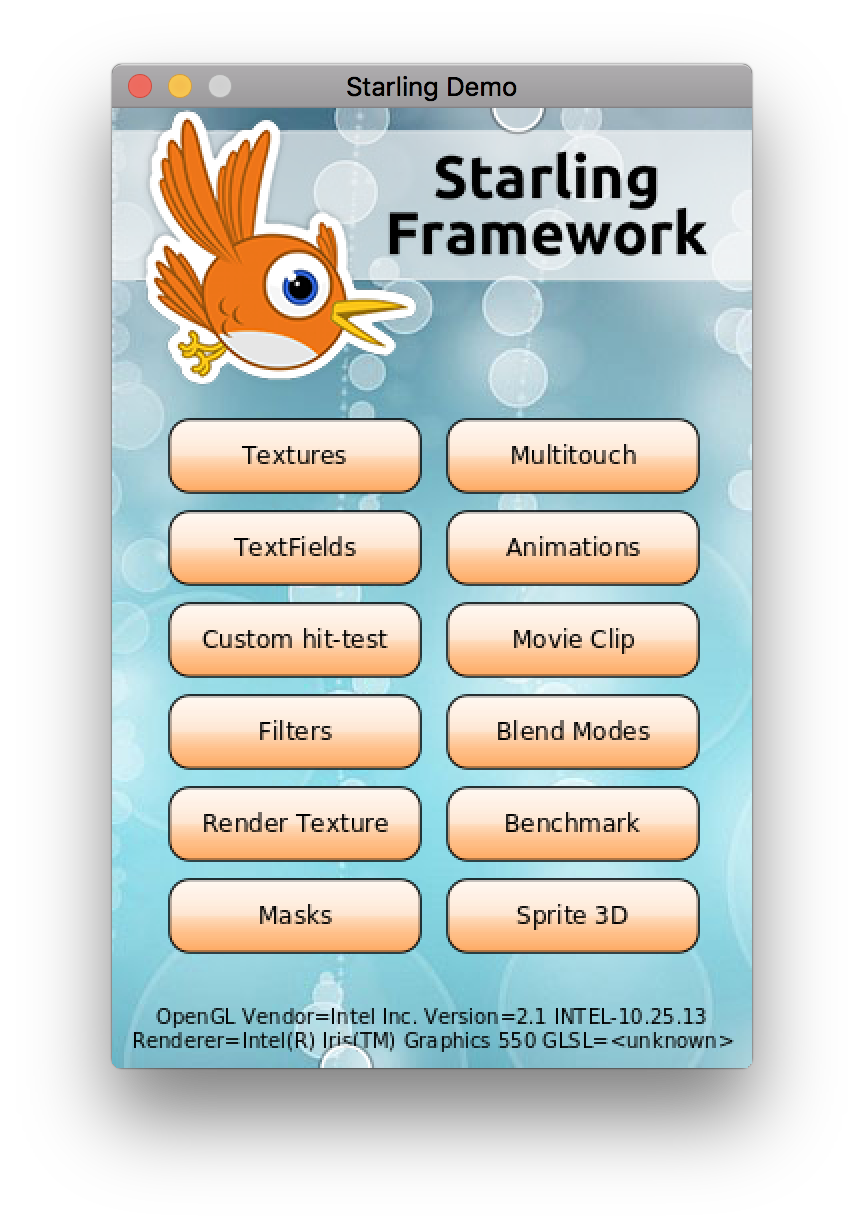 Starling Demo
Starling
Framework
Textures
Multitouch
TextFields
Animations
Custom hit-test
Movie Clip
Filters
Blend Modes
Render Texture
Benchmark
Masks
Sprite 3D
OpenGL Vendor=Intel Inc. Version=2.1 INTEL-10.25.13
Renderer=Intel(R) Iris(TM) Graphics 550 GLSL=<unknown>